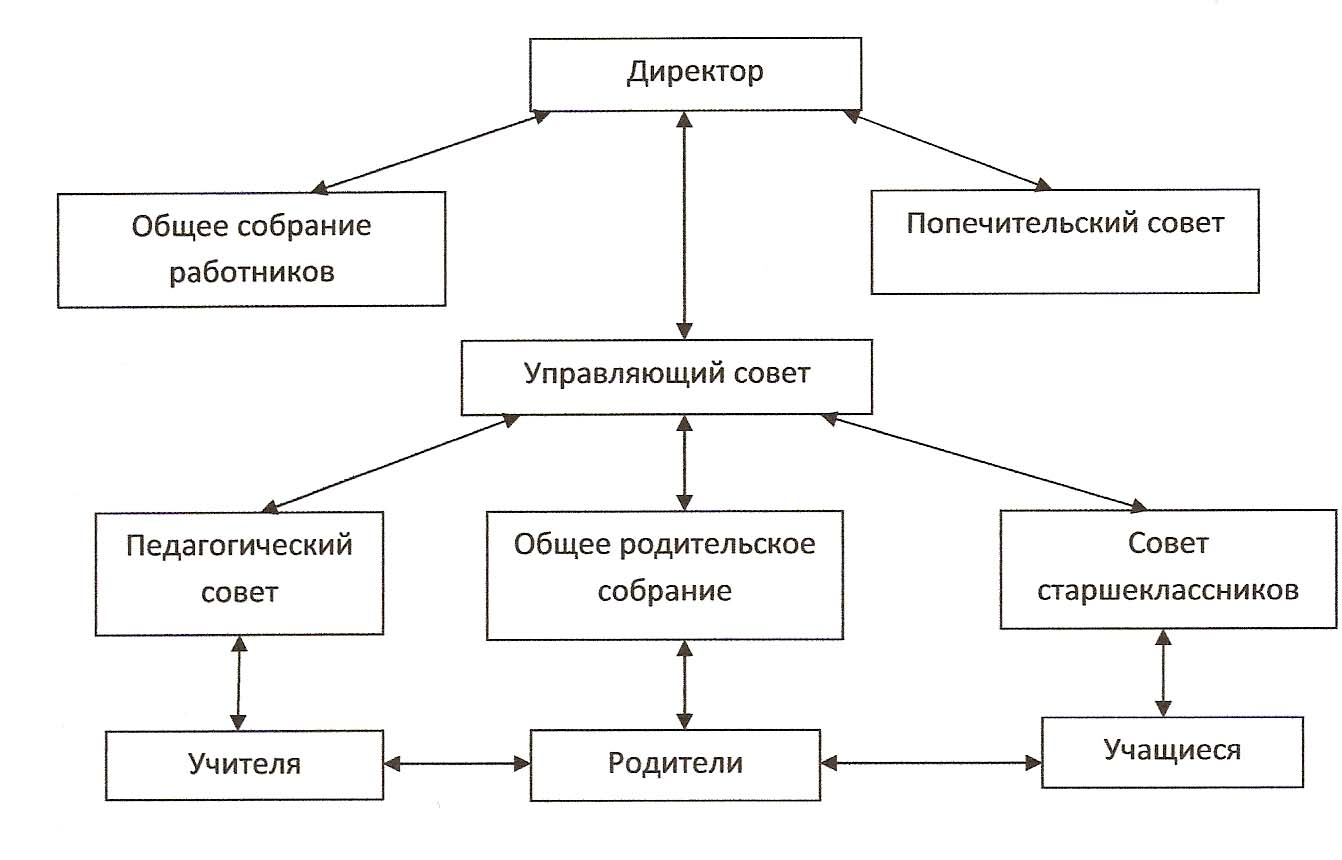 Директор
Общее собрание
работников
Попечительский совет
Управляющий совет
Педагогический
совет
Общее родительское
собрание
Совет
старшеклассников
Учителя
Родители
Учащиеся